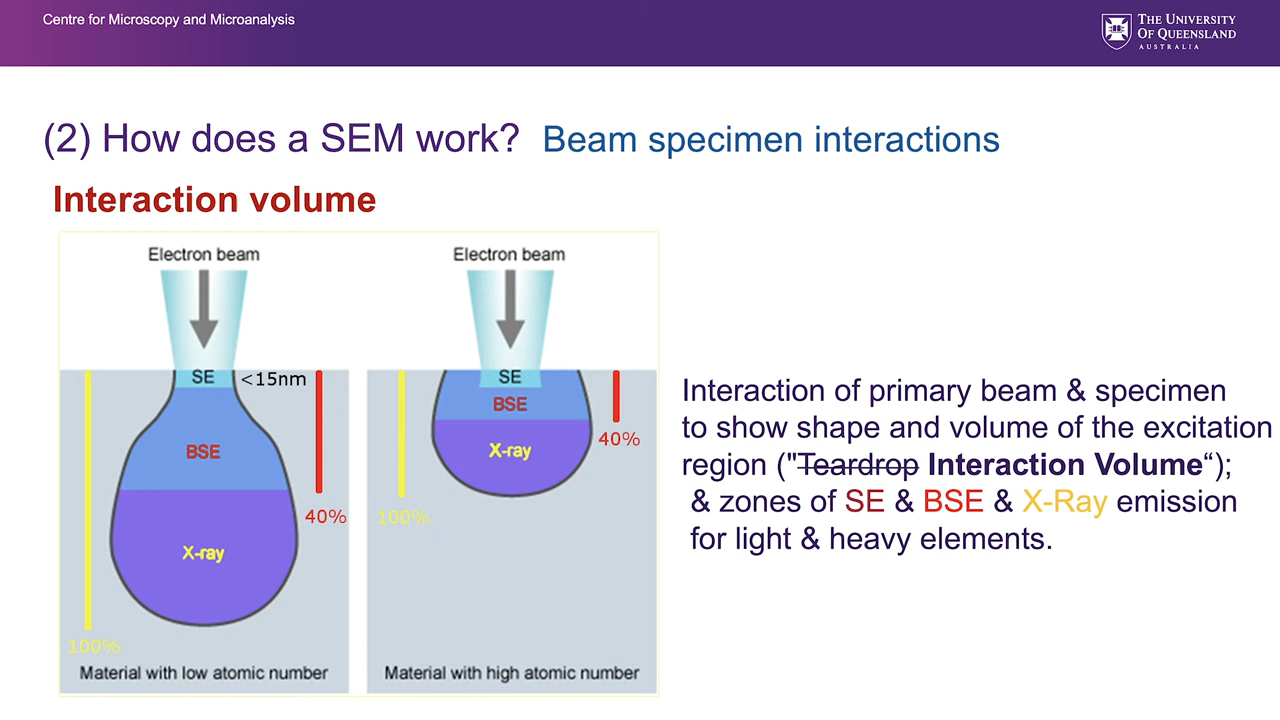 Centre for Microscopy and Microanalysis
THE UNIVERSITY
OF QUEENSLAND
AUSTRALIA
(2) How does a SEM work? Beam specimen interactions
Interaction volume
Electron beam
SE
<15nm
BSE
40%
X-ray
100%
Material with low atomic number
Electron beam
SE
BSE
40%
X-ray
100%
Material with high atomic number
Interaction of primary beam & specimen
to show shape and volume of the excitation
region ("Teardrop Interaction Volume“);
& zones of SE & BSE & X-Ray emission
for light & heavy elements.